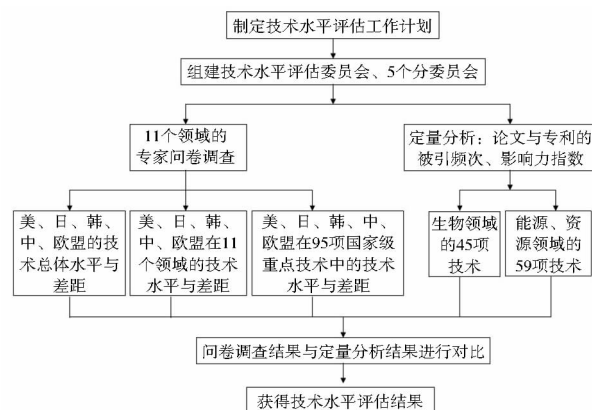 制定技术水平评估工作计划
组建技术水平评估委员会、5个分委员会
11个领域的
专家问卷调查
定量分析：论文与专利的
被引频次、影响力指数
美、日、韩、
中、欧盟的技
术总体水平与
差距
美、日、韩、
中、欧盟在11
个领域的技术
水平与差距
美、日、韩、中、
欧盟在95项国家级
重点技术中的技术
水平与差距
生物领域
的45项
技术
能源、资
源领域的
59项技术
问卷调查结果与定量分析结果进行对比
获得技术水平评估结果